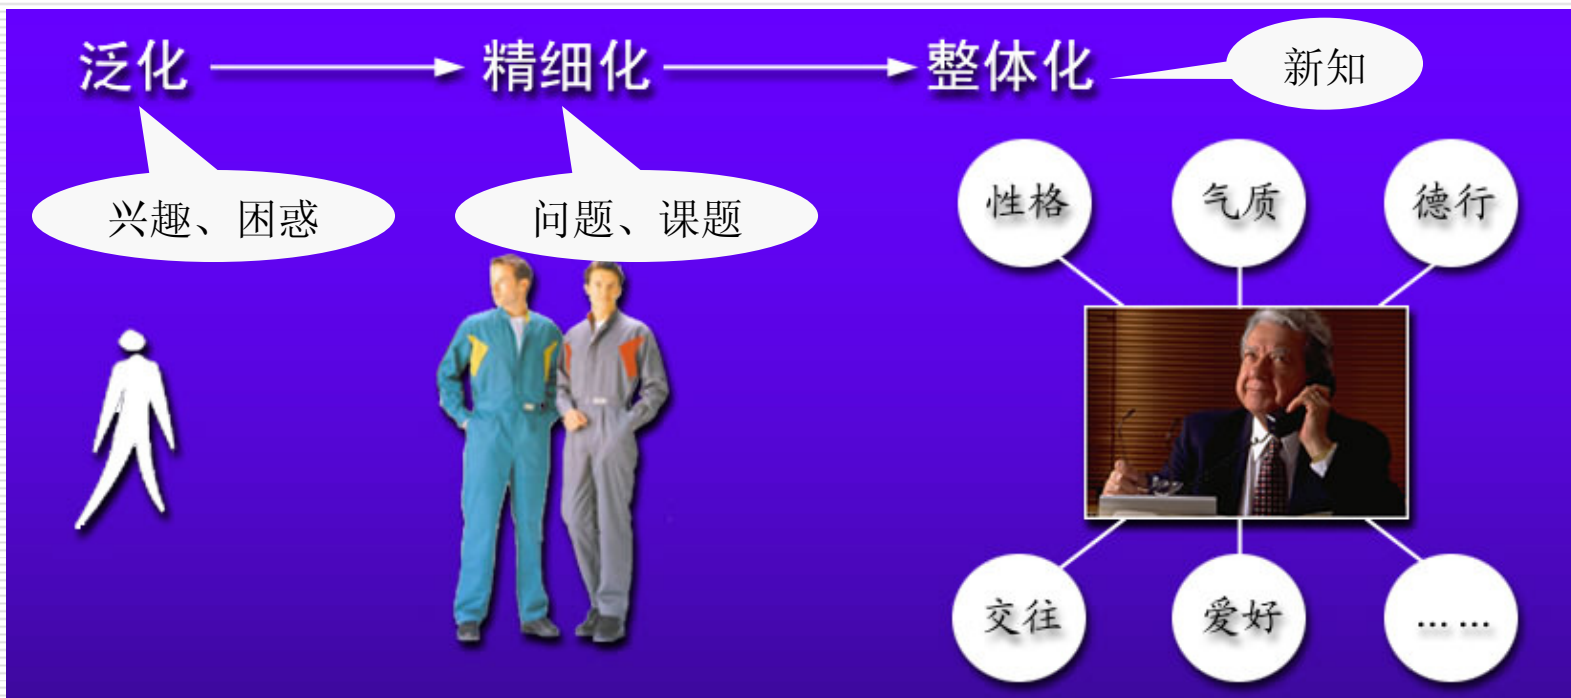 泛化
精细化
整体化
新知
兴趣、困惑
问题、课题
性格
气质
德行
交往
爱好
……